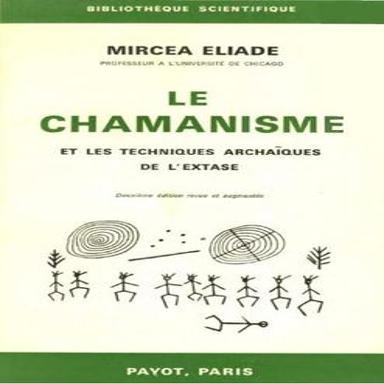 BIBLIOTHÈQUE SCIENTIFIQUE
MIRCEA ELIADE
PROFESSEUR A L'UNIVERSITÉ DE CHICAGO
LE
CHAMANISME
ET LES TECHNIQUES ARCHAÏQUES
DE L'EXTASE
Deuxième édition revue et augmentée
PAYOT, PARIS